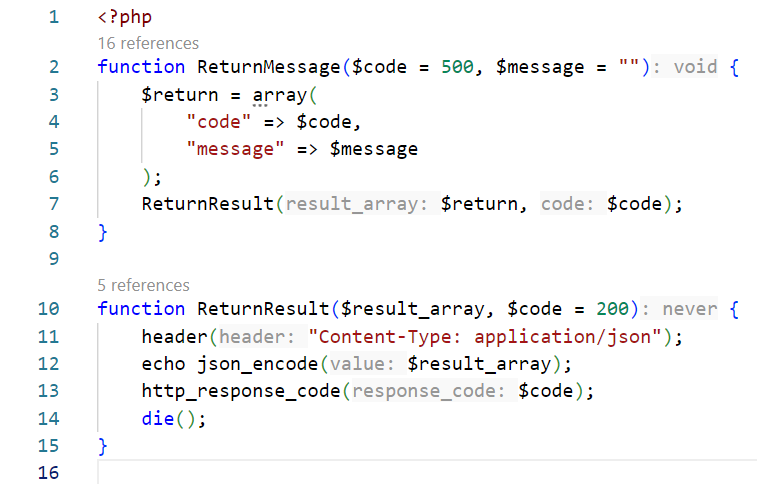 1 <?php
16 references
2 function ReturnMessage($code = 500, $message = ""): void {
3     $return = array(
4         "code" => $code,
5         "message" => $message
6     );
7     ReturnResult(result_array: $return, code: $code);
8 }
9
5 references
10 function ReturnResult($result_array, $code = 200): never {
11     header(header: "Content-Type: application/json");
12     echo json_encode(value: $result_array);
13     http_response_code(response_code: $code);
14     die();
15 }
16